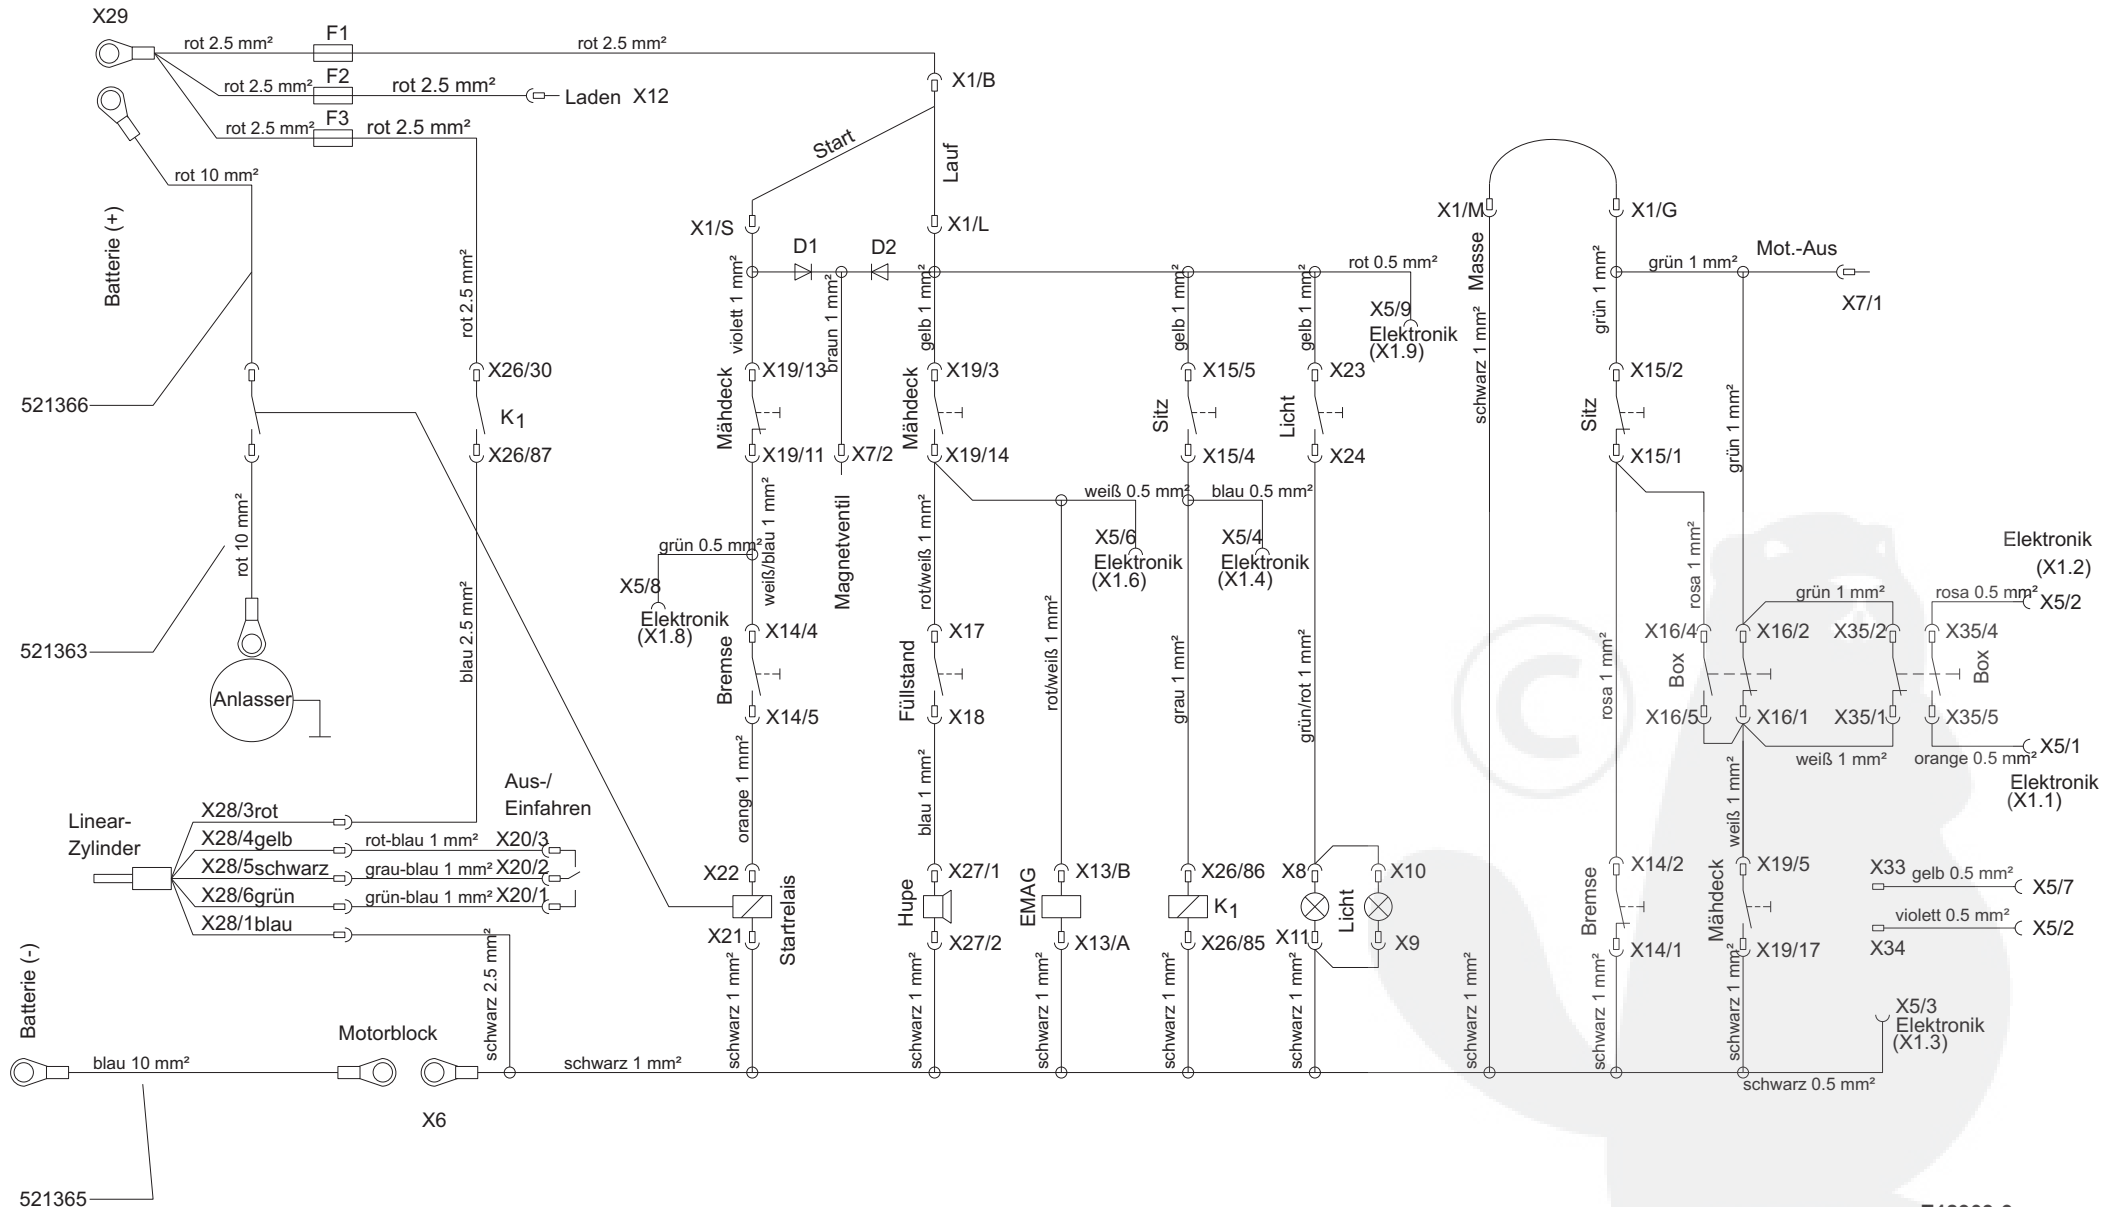 X29
rot 2.5 mm²
F1
rot 2.5 mm²
X1/B
rot 2.5 mm²
F2
rot 2.5 mm²
Laden X12
rot 2.5 mm²
F3
rot 2.5 mm²
Start
Lauf
rot 10 mm²
Batterie (+)
X1/S
X1/L
X1/M
X1/G
D1
D2
rot 0.5 mm²
Masse
grün 1 mm²
Mot.-Aus
X7/1
rot 2.5 mm²
violett 1 mm²
braun 1 mm²
gelb 1 mm²
gelb 1 mm²
gelb 1 mm²
X5/9
Elektronik
(X1.9)
schwarz 1 mm²
grün 1 mm²
521366
X26/30
K1
X26/87
X19/13
Mähdeck
X19/11
X7/2
Magnetventil
X19/3
Mähdeck
X19/14
X15/5
Sitz
X15/4
X23
Licht
X24
X15/2
Sitz
X15/1
grün 1 mm²
rot 10 mm²
521363
Anlasser
blau 2.5 mm²
grün 0.5 mm²
weiß/blau 1 mm²
X5/8
Elektronik
(X1.8)
rot/weiß 1 mm²
weiß 0.5 mm²
X5/6
Elektronik
(X1.6)
blau 0.5 mm²
X5/4
Elektronik
(X1.4)
rosa 1 mm²
Elektronik
(X1.2)
grün 1 mm²
rosa 0.5 mm²
X5/2
X14/4
Bremse
X14/5
X17
Füllstand
X18
rot/weiß 1 mm²
grau 1 mm²
grün/rot 1 mm²
rosa 1 mm²
X16/4
X16/2
X35/2
X35/4
Box
Box
X16/5
X16/1
X35/1
X35/5
X5/1
weiß 1 mm²
orange 0.5 mm²
Elektronik
(X1.1)
orange 1 mm²
blau 1 mm²
weiß 1 mm²
Aus-/
Einfahren
Linear-
Zylinder
X28/3 rot
X28/4 gelb
rot-blau 1 mm²
X20/3
X28/5 schwarz
grau-blau 1 mm²
X20/2
X28/6 grün
grün-blau 1 mm²
X20/1
X28/1 blau
X22
X21
Startrelais
X27/1
Hupe
X27/2
X13/B
EMAG
X13/A
X26/86
K1
X26/85
X8
X10
Licht
X11
X9
X14/2
Bremse
X14/1
X19/5
Mähdeck
X19/17
X33
gelb 0.5 mm²
X5/7
violett 0.5 mm²
X5/2
X34
Batterie (-)
blau 10 mm²
Motorblock
X6
schwarz 2.5 mm²
schwarz 1 mm²
schwarz 1 mm²
schwarz 1 mm²
schwarz 1 mm²
schwarz 1 mm²
schwarz 1 mm²
schwarz 1 mm²
schwarz 1 mm²
schwarz 1 mm²
X5/3
Elektronik
(X1.3)
schwarz 0.5 mm²
521365
©